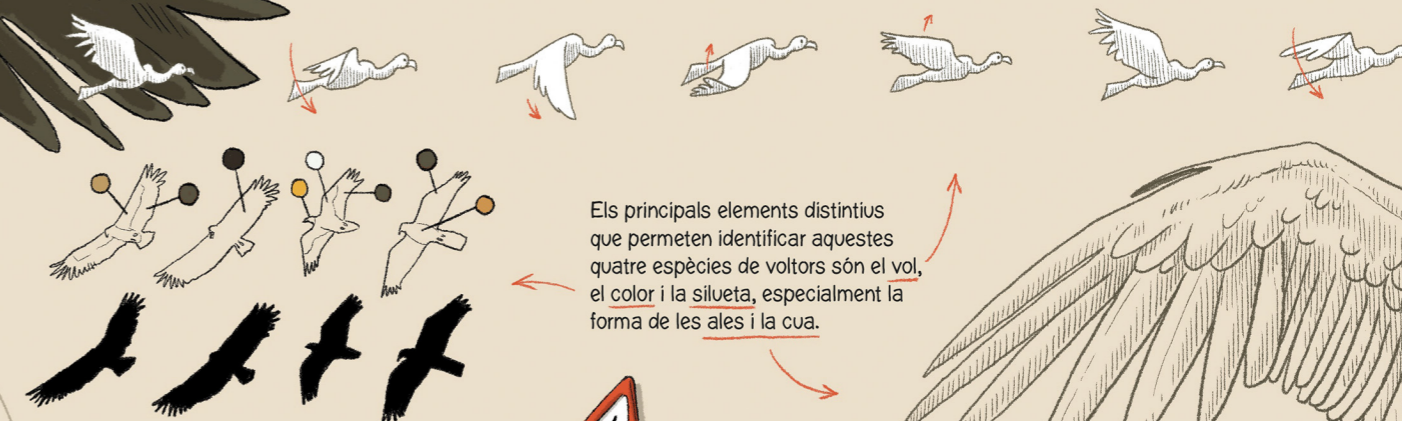 Els principals elements distintius
que permeten identificar aquestes
quatre espècies de voltors són el vol,
el color i la silueta, especialment la
forma de les ales i la cua.